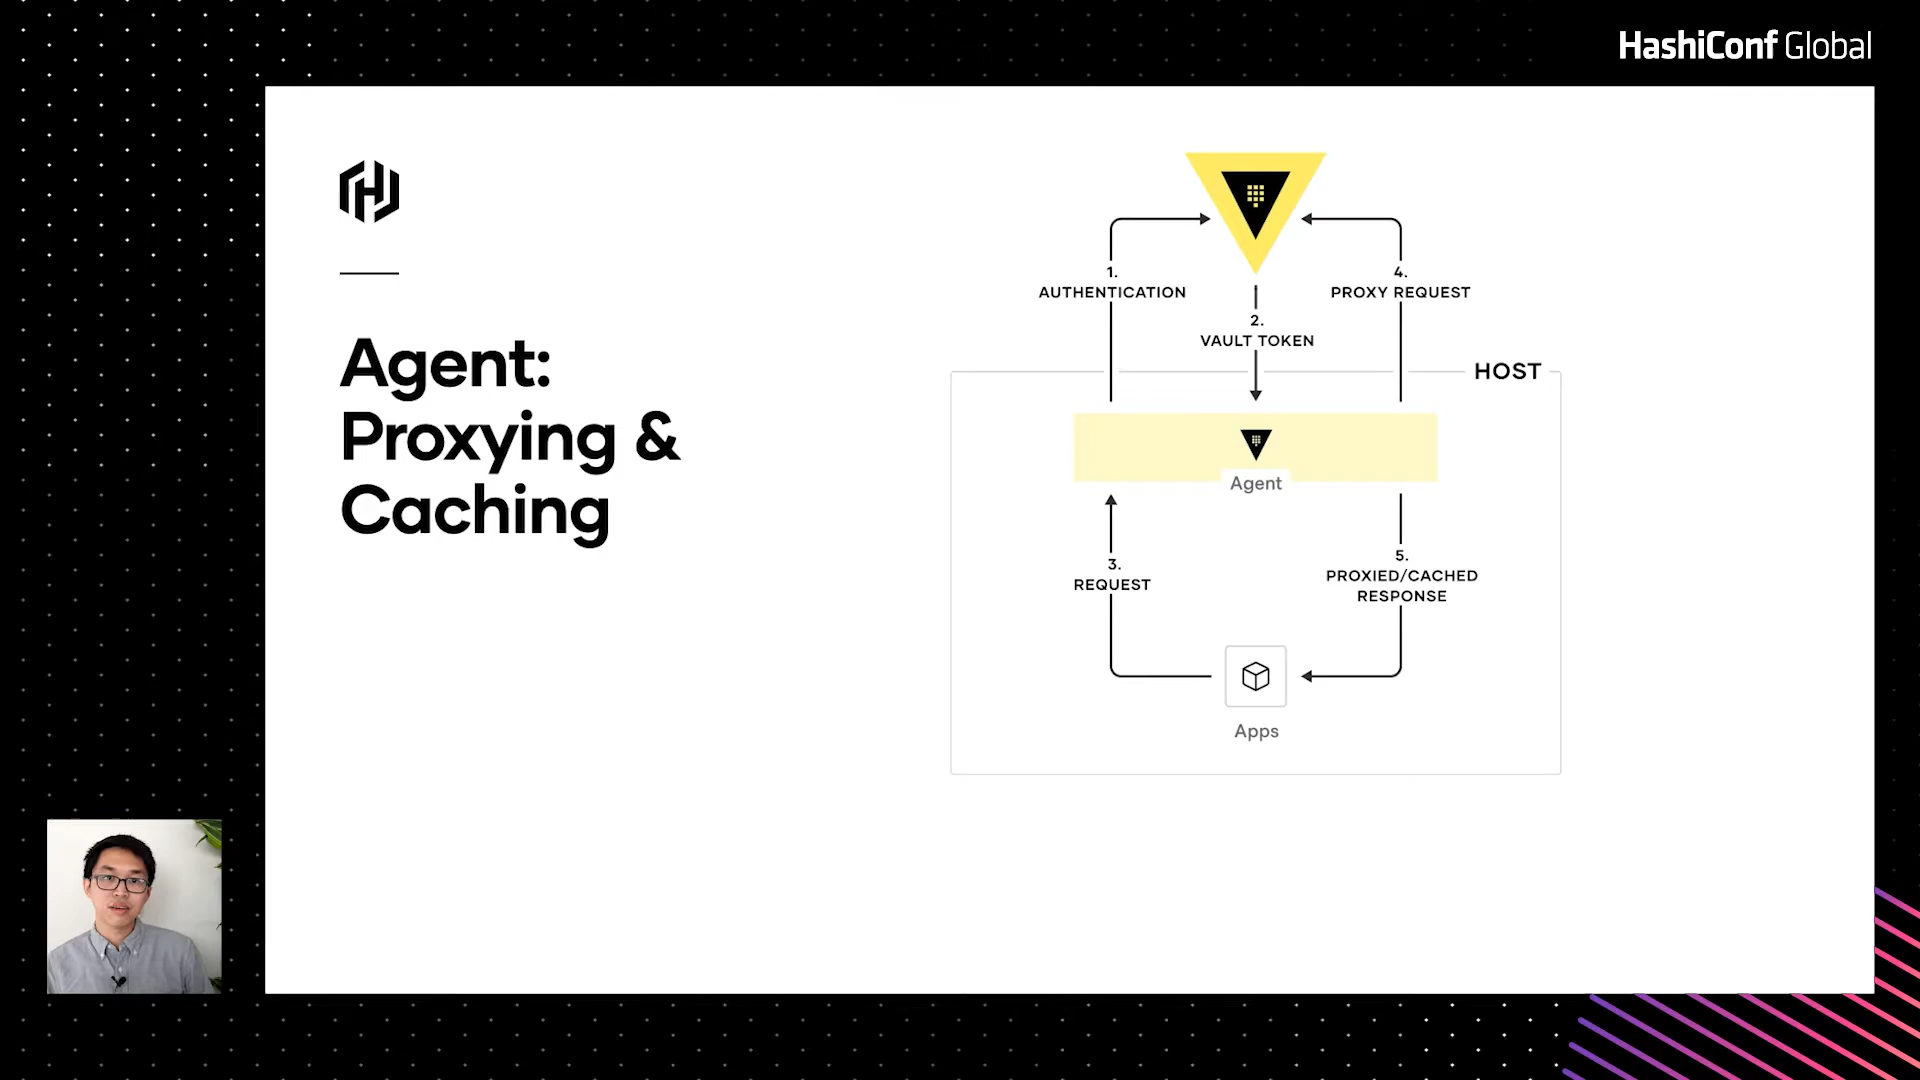 HashiConf Global
Agent:
Proxying &
Caching
1.
AUTHENTICATION
2.
VAULT TOKEN
4.
PROXY REQUEST
HOST
Agent
3.
REQUEST
5.
PROXIED/CACHED
RESPONSE
Apps